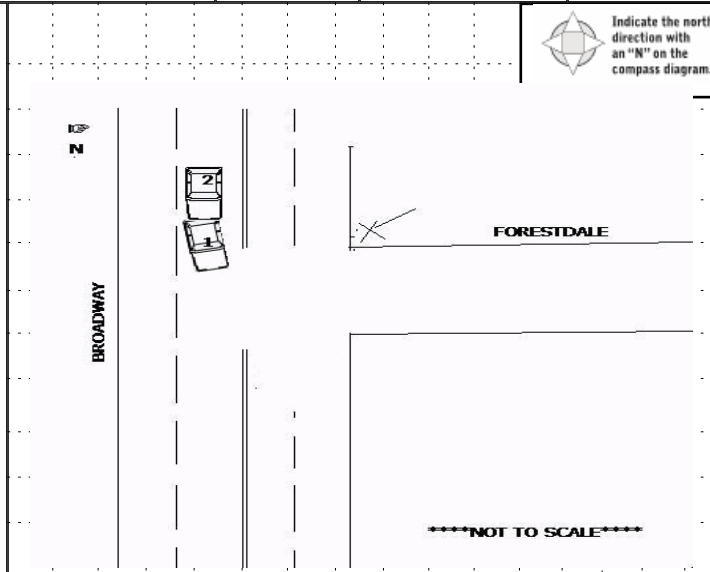 Indicate the north
direction with
an “N” on the
compass diagram.
N
2
1
FORESTDALE
BROADWAY
****NOT TO SCALE****